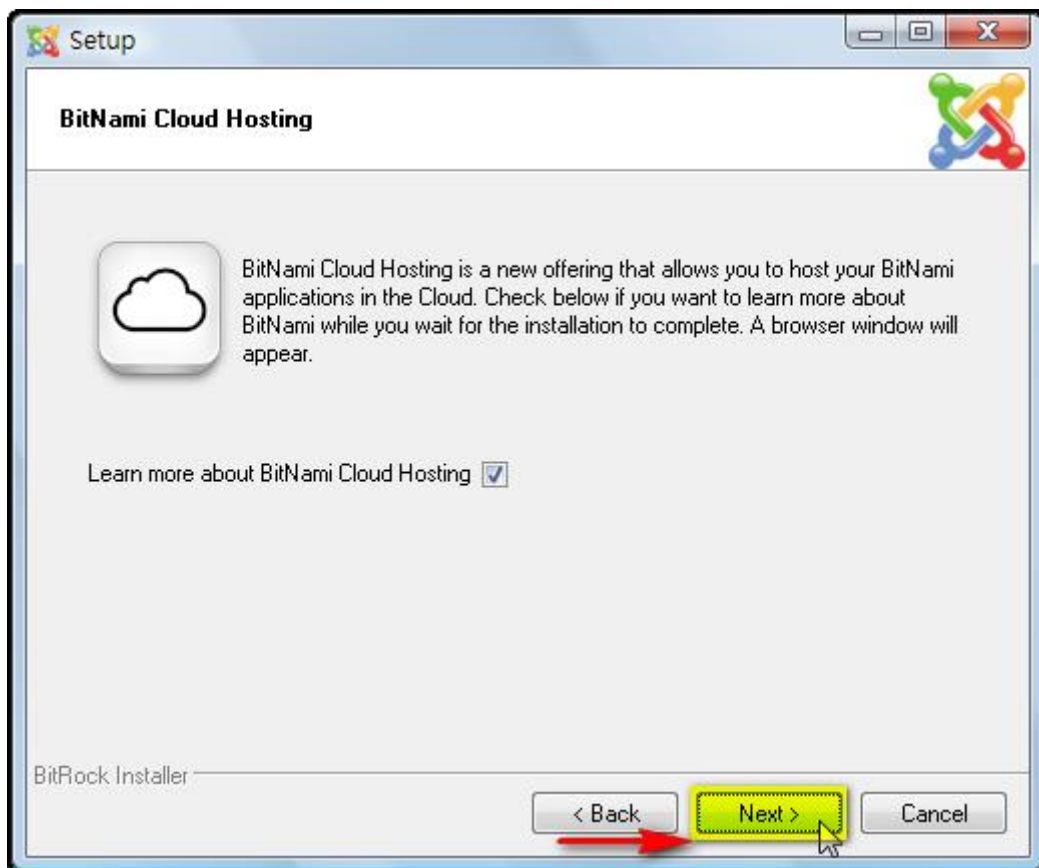 Setup
BitNami Cloud Hosting
BitNami Cloud Hosting is a new offering that allows you to host your BitNami
applications in the Cloud. Check below if you want to learn more about
BitNami while you wait for the installation to complete. A browser window will
appear.
Learn more about BitNami Cloud Hosting
BitRock Installer
< Back
Next >
Cancel